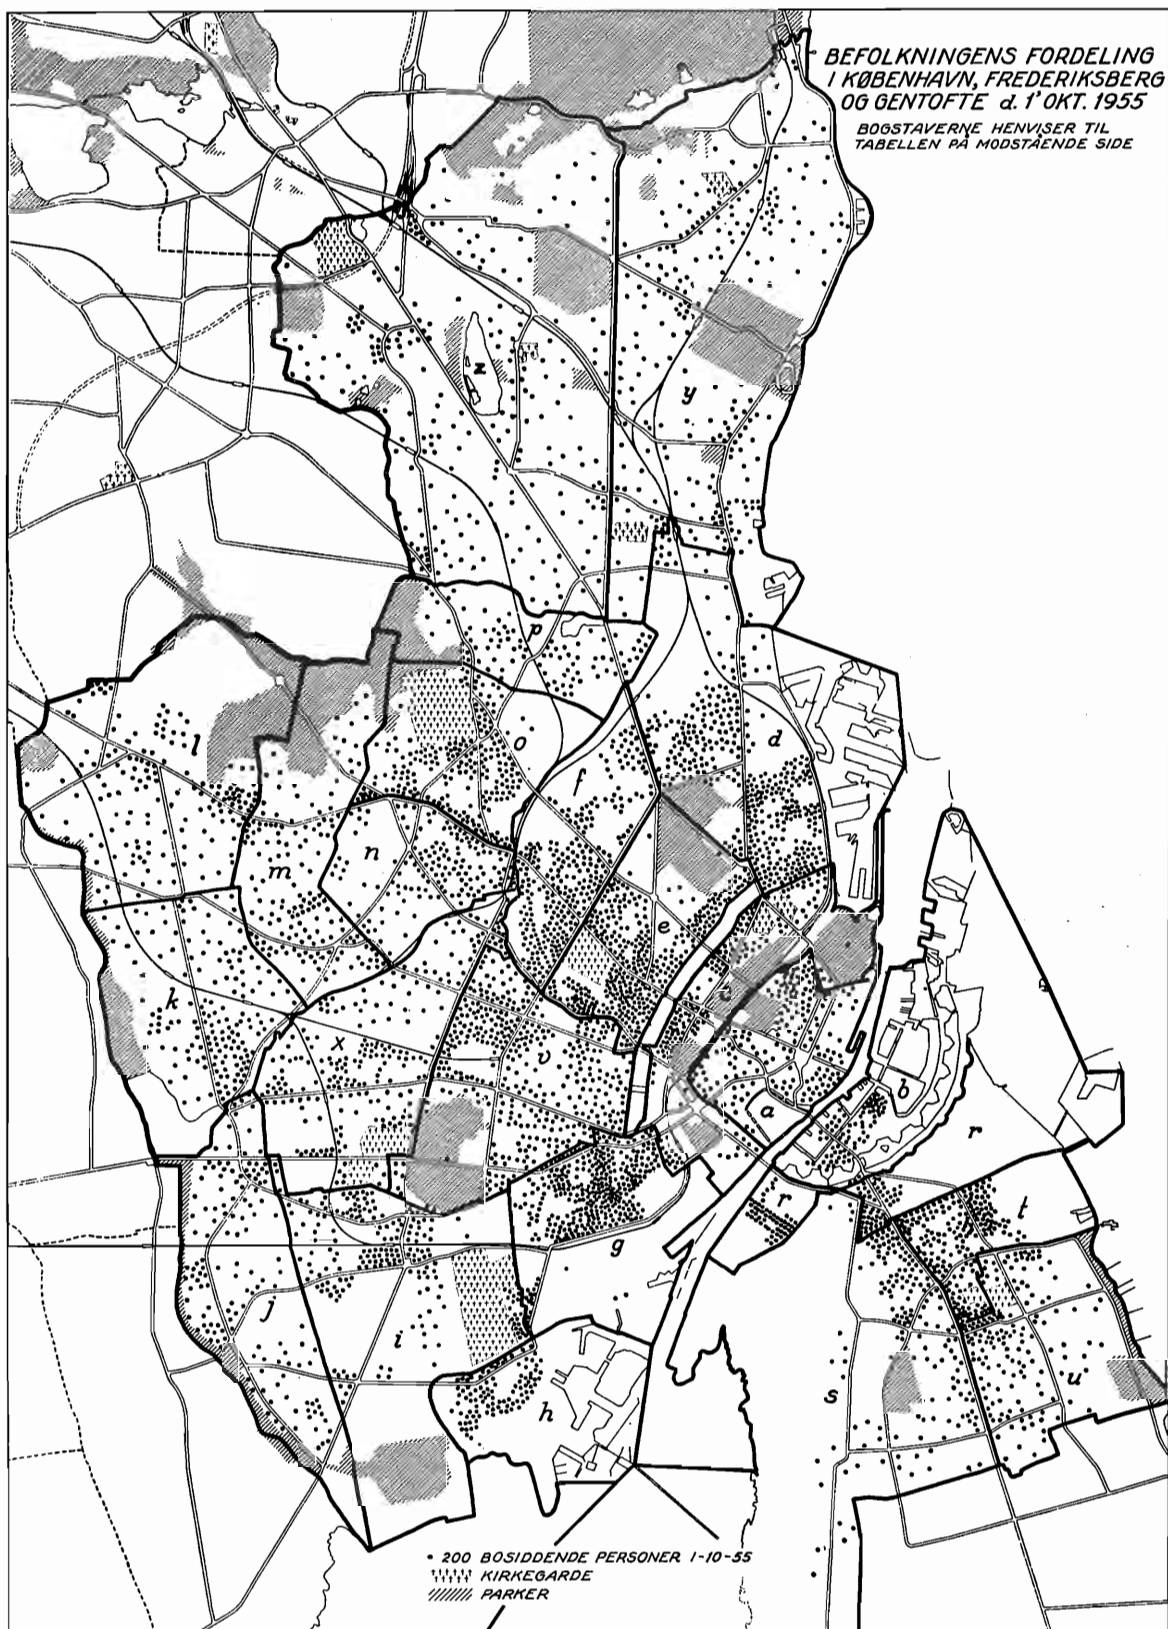 BEFOLKNINGENS FORDELING
I KØBENHAVN, FREDERIKSBERG
OG GENTOFTE d. 1' OKT. 1955
BOGSTAVERNE HENVISER TIL
TABELLEN PÅ MODSTÅENDE SIDE
z
y
p
l
o
d
f
m
n
e
k
c
x
v
b
a
r
r
t
g
j
i
s
u
h
• 200 BOSIDDENDE PERSONER 1-10-55
KIRKEGARDE
PARKER